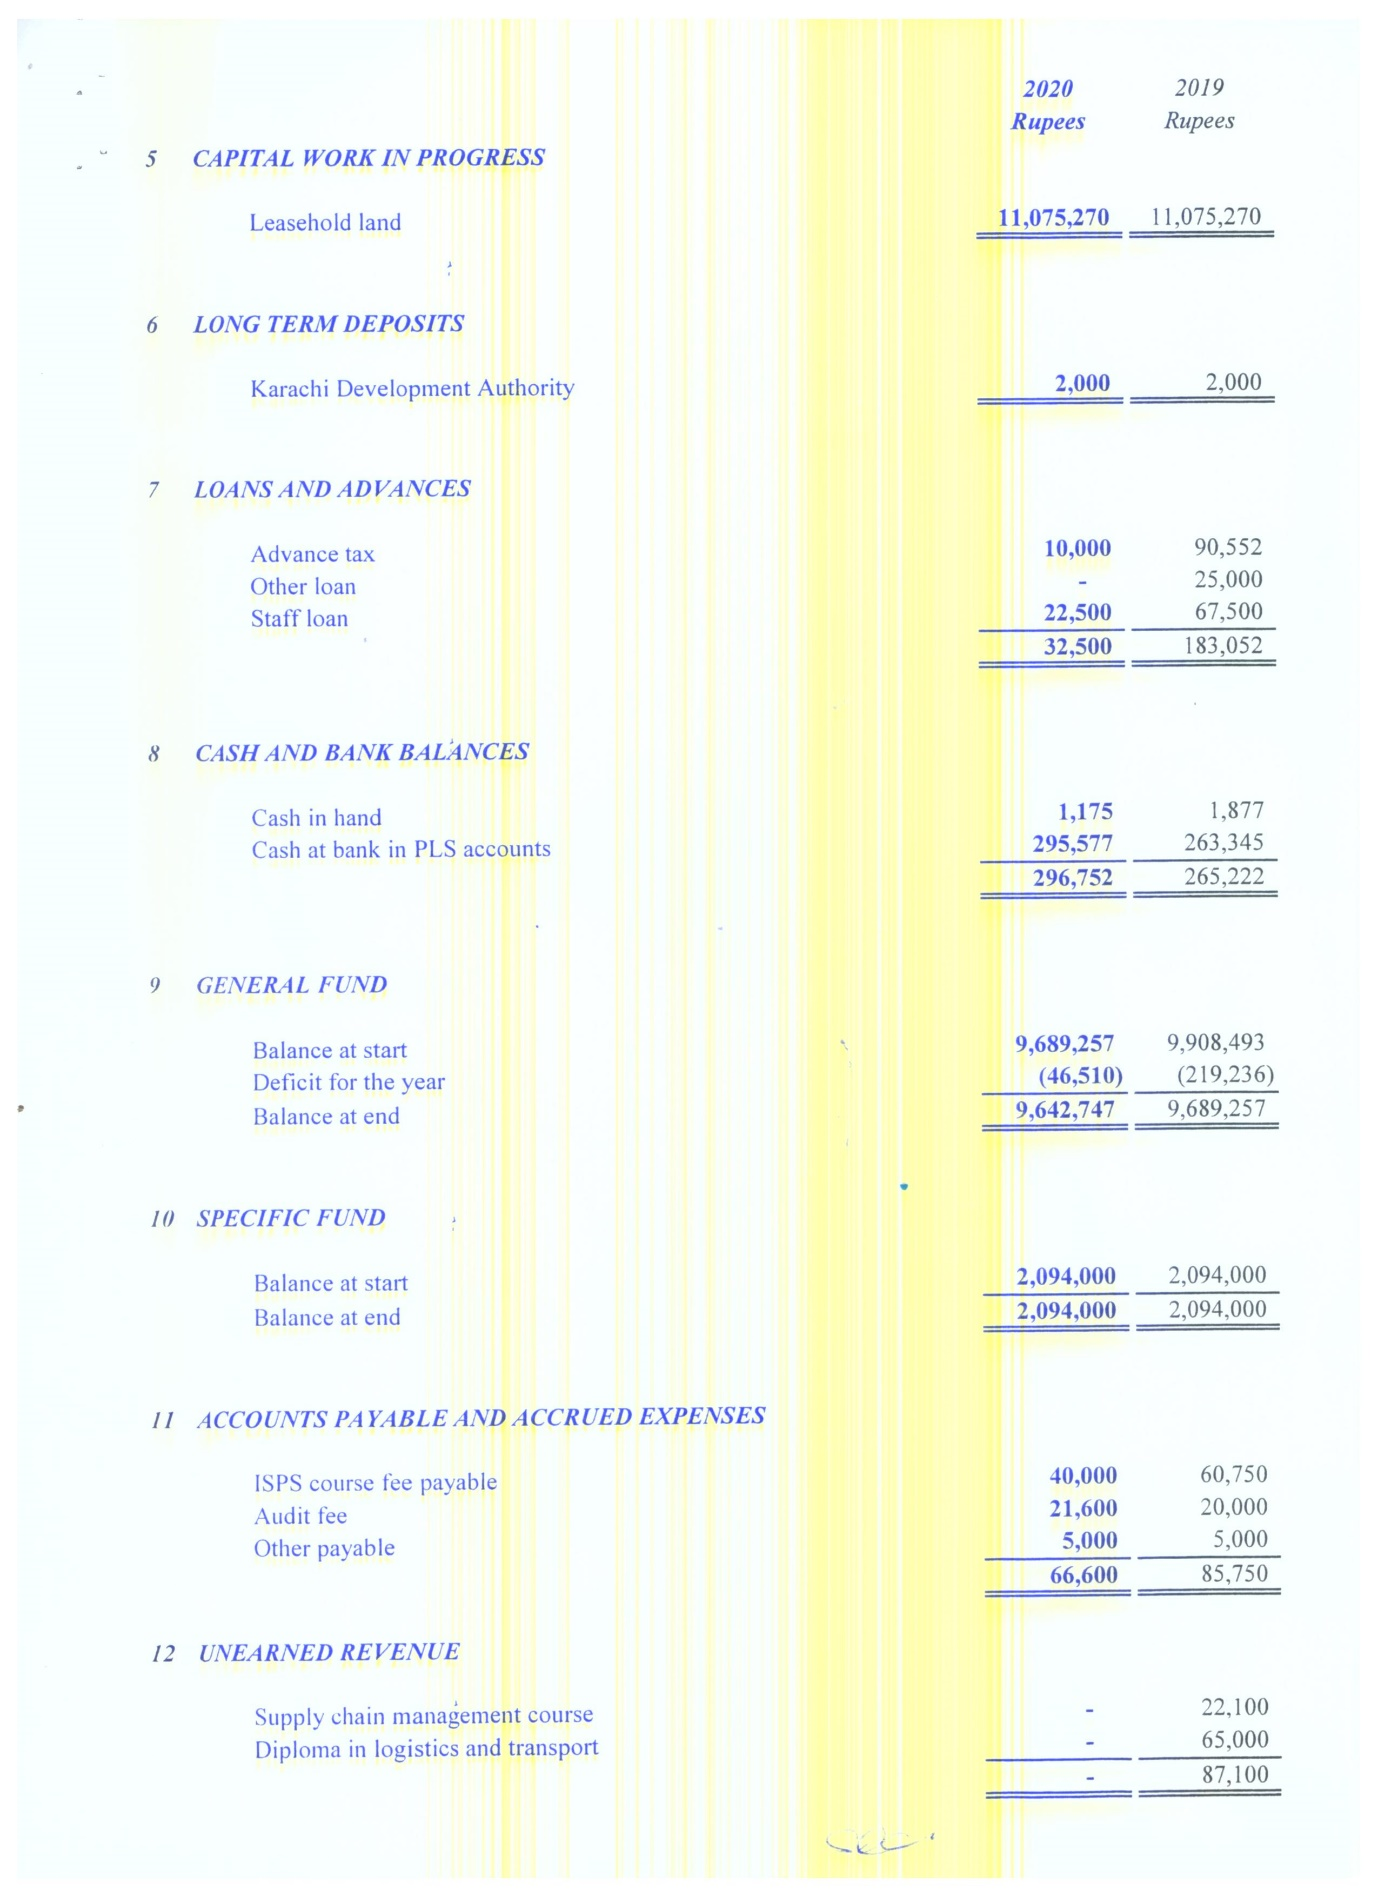 2020 2019
Rupees Rupees
5 CAPITAL WORK IN PROGRESS
Leasehold land 11,075,270 11,075,270
6 LONG TERM DEPOSITS
Karachi Development Authority 2,000 2,000
7 LOANS AND ADVANCES
Advance tax 10,000 90,552
Other loan - 25,000
Staff loan 22,500 67,500
32,500 183,052
8 CASH AND BANK BALANCES
Cash in hand 1,175 1,877
Cash at bank in PLS accounts 295,577 263,345
296,752 265,222
9 GENERAL FUND
Balance at start 9,689,257 9,908,493
Deficit for the year (46,510) (219,236)
Balance at end 9,642,747 9,689,257
10 SPECIFIC FUND
Balance at start 2,094,000 2,094,000
Balance at end 2,094,000 2,094,000
11 ACCOUNTS PAYABLE AND ACCRUED EXPENSES
ISPS course fee payable 40,000 60,750
Audit fee 21,600 20,000
Other payable 5,000 5,000
66,600 85,750
12 UNEARNED REVENUE
Supply chain management course - 22,100
Diploma in logistics and transport - 65,000
- 87,100